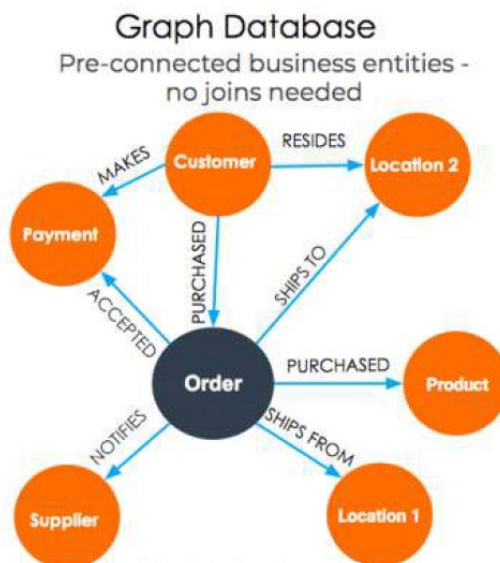 Graph Database
Pre-connected business entities -
no joins needed
MAKES
Customer
RESIDES
Location 2
Payment
PURCHASED
SHIPS TO
ACCEPTED
Order
PURCHASED
Product
NOTIFIES
SHIPS FROM
Supplier
Location 1